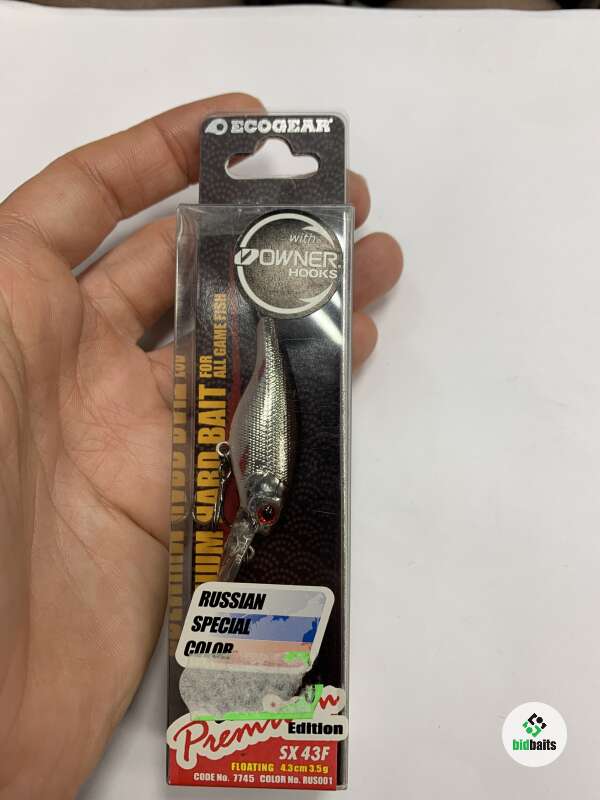 ECOGEAR
with
OWNER
HOOKS
HARD BAIT
FOR
ALL GAME FISH
RUSSIAN
SPECIAL
COLOR
Premium
Edition
SX 43F
FLOATING 4.3cm 3.5g
CODE No. 7745 COLOR No. RUS001
bidbaits